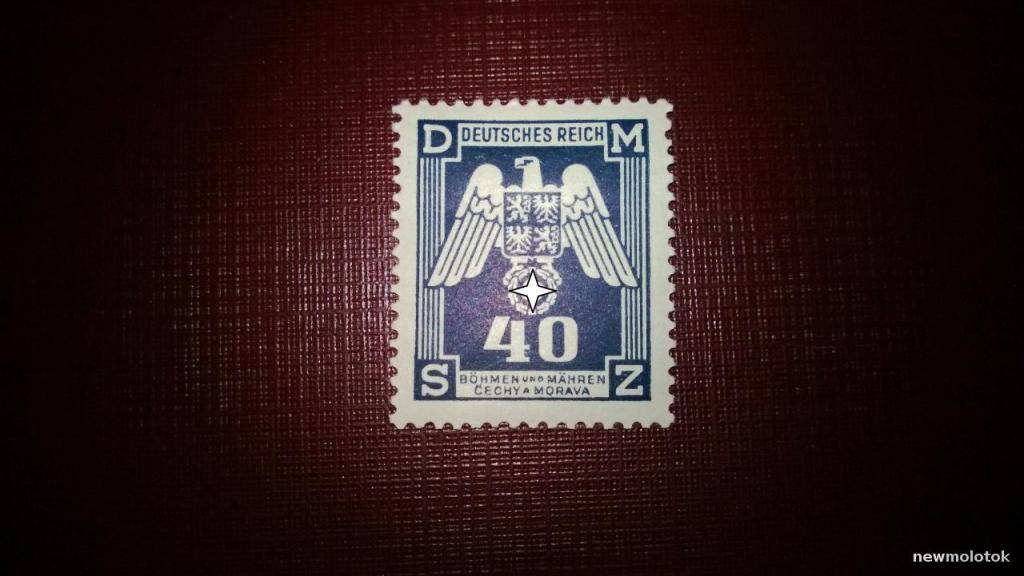 D DEUTSCHES REICH M
40
S BÖHMEN UND MÄHREN Z
ČECHY A MORAVA
newmolotok